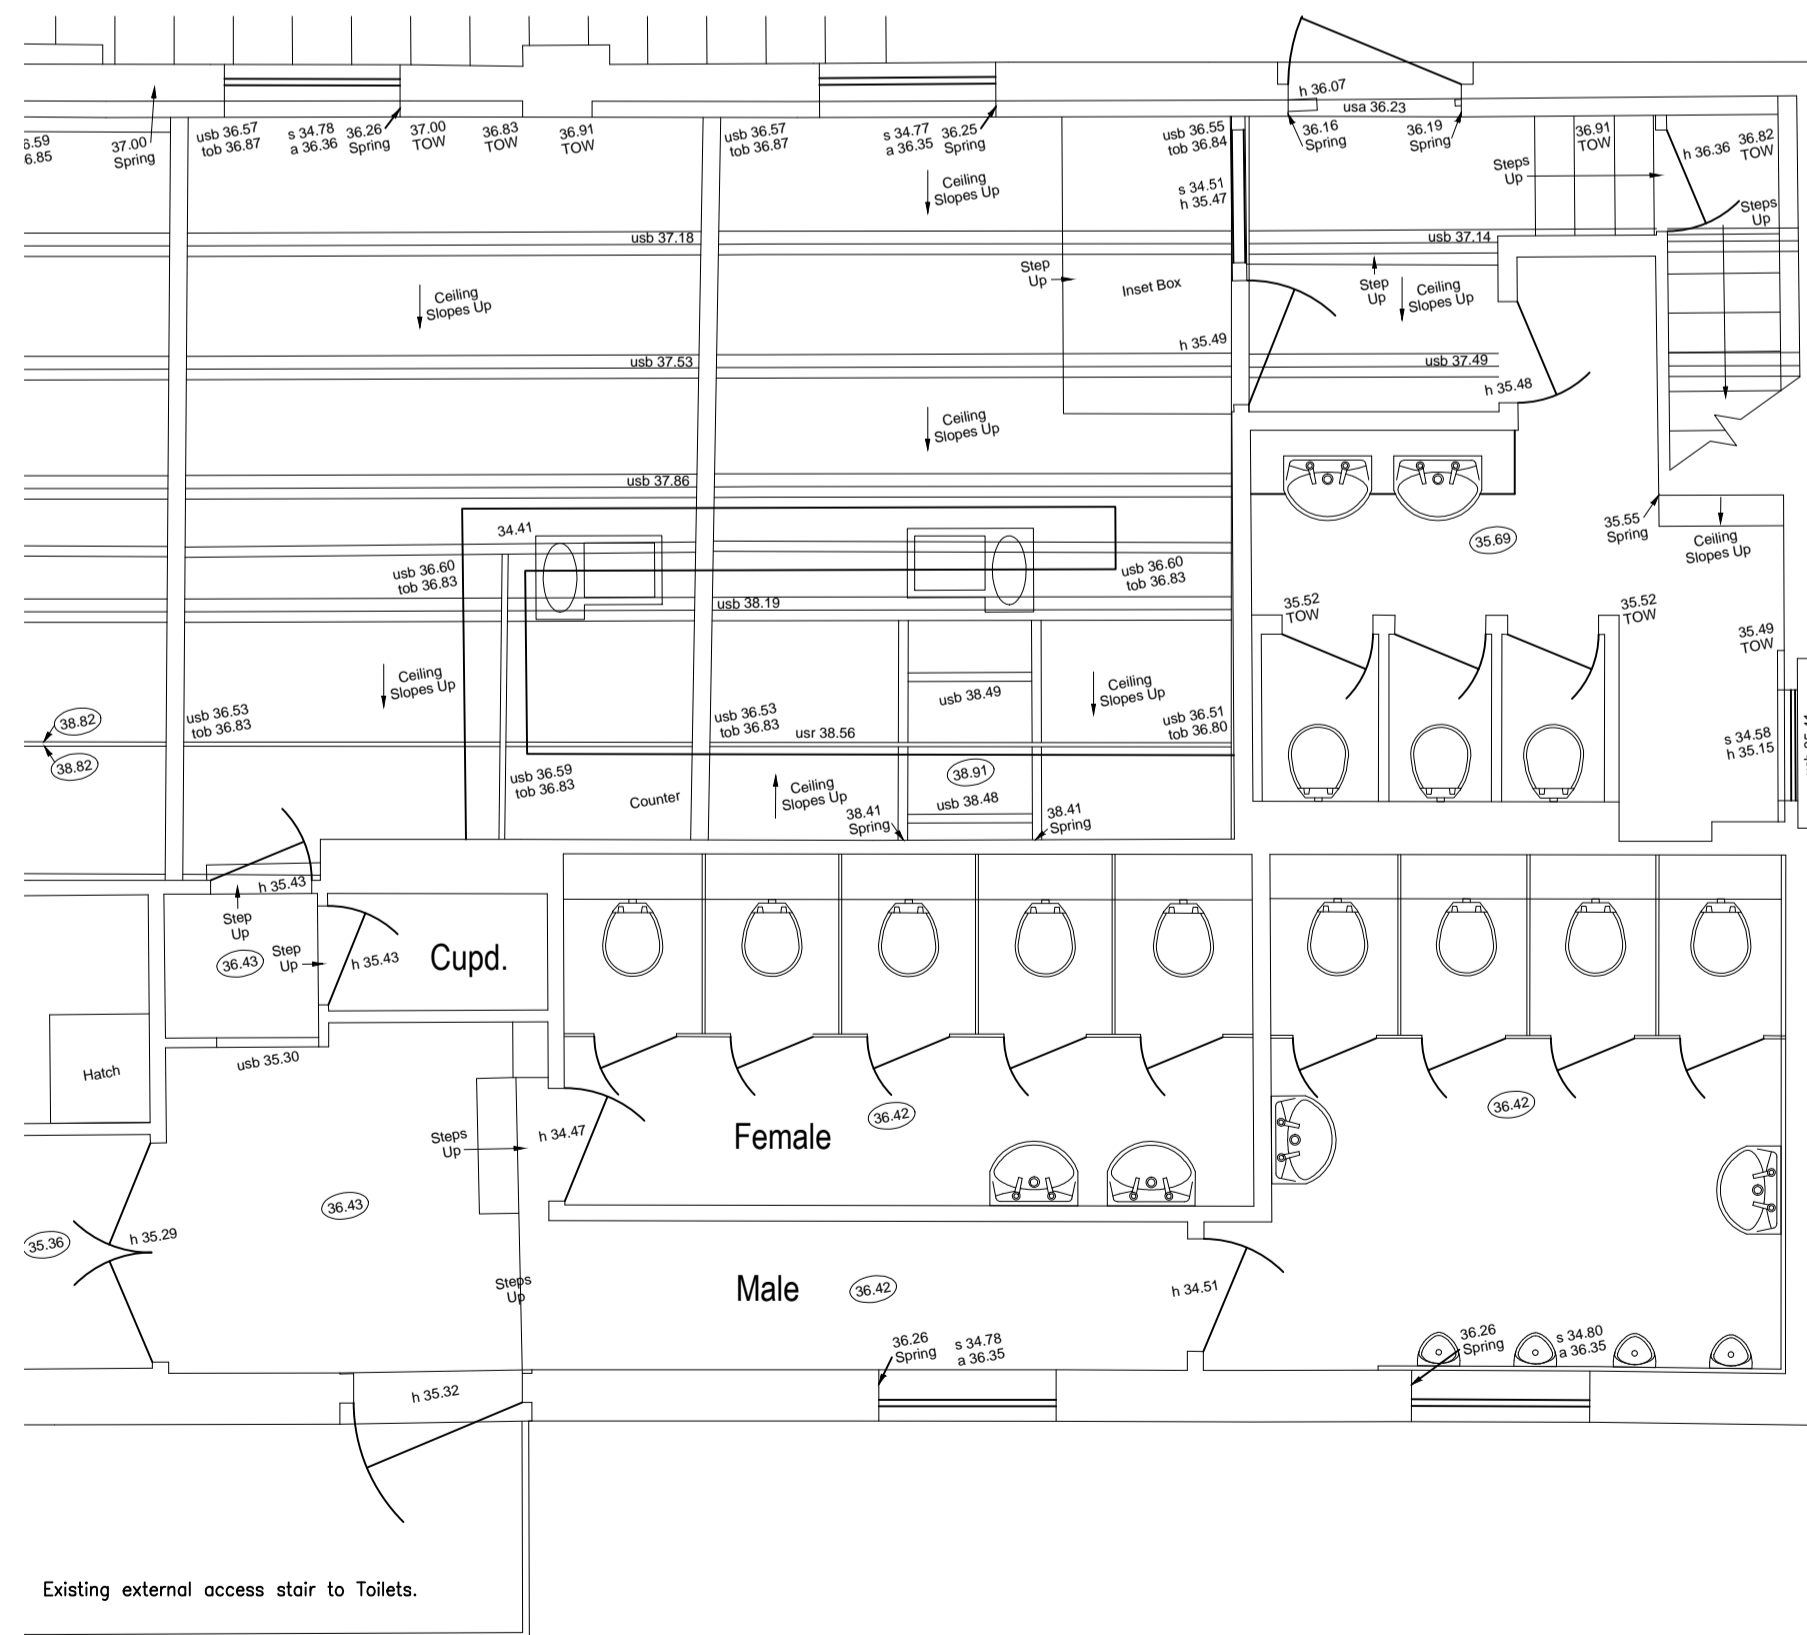 h 36.07
usa 36.23
6.59
6.85
37.00
Spring
usb 36.57
tob 36.87
s 34.78
a 36.36
36.26
Spring
37.00
TOW
36.83
TOW
36.91
TOW
usb 36.57
tob 36.87
s 34.77
a 36.35
36.25
Spring
usb 36.55
tob 36.84
36.16
Spring
36.19
Spring
36.91
TOW
h 36.36
36.82
TOW
Steps
Up
Ceiling
Slopes Up
s 34.51
h 35.47
Steps
Up
usb 37.18
usb 37.14
Step
Up
Inset Box
Step
Up
Ceiling
Slopes Up
Ceiling
Slopes Up
h 35.49
usb 37.53
usb 37.49
h 35.48
Ceiling
Slopes Up
usb 37.86
34.41
35.55
Spring
35.69
Ceiling
Slopes Up
usb 36.60
tob 36.83
usb 36.60
tob 36.83
usb 38.19
35.52
TOW
35.52
TOW
35.49
TOW
Ceiling
Slopes Up
usb 38.49
Ceiling
Slopes Up
38.82
usb 36.53
tob 36.83
usb 36.53
tob 36.83
usr 38.56
usb 36.51
tob 36.80
s 34.58
h 35.15
38.82
usb 36.59
tob 36.83
Counter
Ceiling
Slopes Up
38.91
usb 38.48
38.41
Spring
38.41
Spring
h 35.43
Step
Up
36.43
Step
Up
h 35.43
Cupd.
usb 35.30
Hatch
Steps
Up
h 34.47
Female
36.42
36.42
36.43
35.36
h 35.29
Steps
Up
Male
36.42
h 34.51
36.26
Spring
s 34.78
a 36.35
36.26
Spring
s 34.80
a 36.35
h 35.32
Existing external access stair to Toilets.